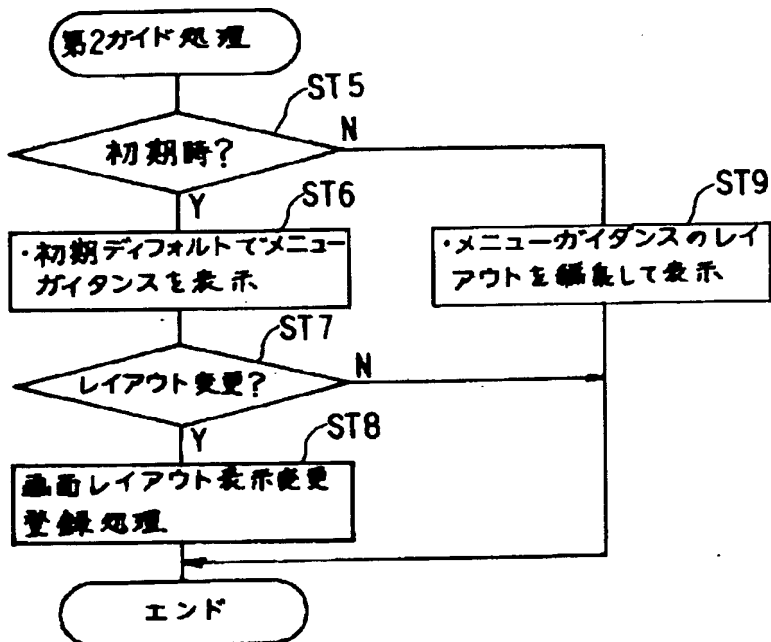 第2ガイド処理
ST5
初期時?
N
Y
ST6
・初期ディフォルトでメニュー
ガイタンスを表示
ST9
・メニューガイダンスのレイ
アウトを編集して表示
ST7
レイアウト変更?
N
Y
ST8
画面レイアウト表示変更
登録処理
エンド